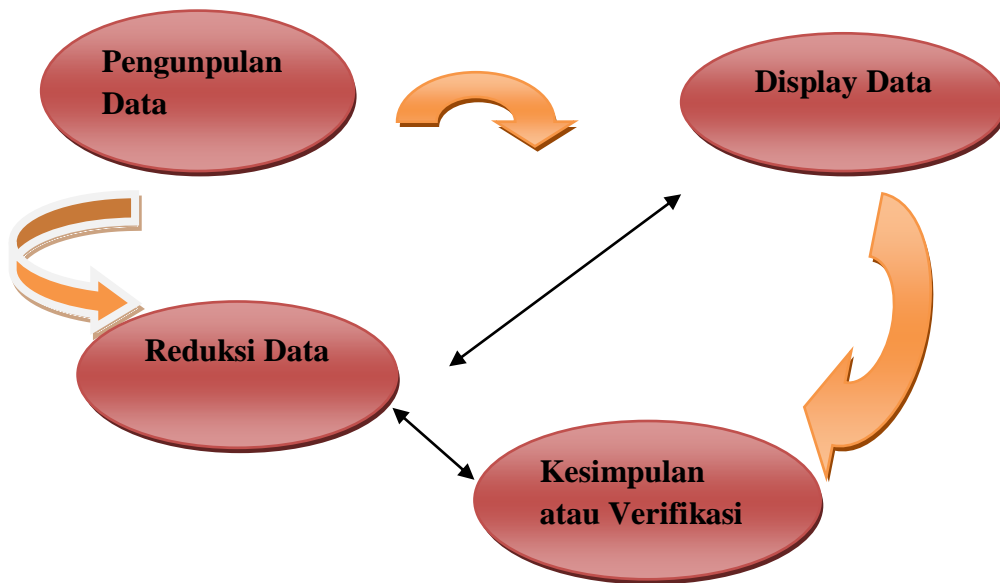 Pengunpulan
Data
Display Data
Reduksi Data
Kesimpulan
atau Verifikasi